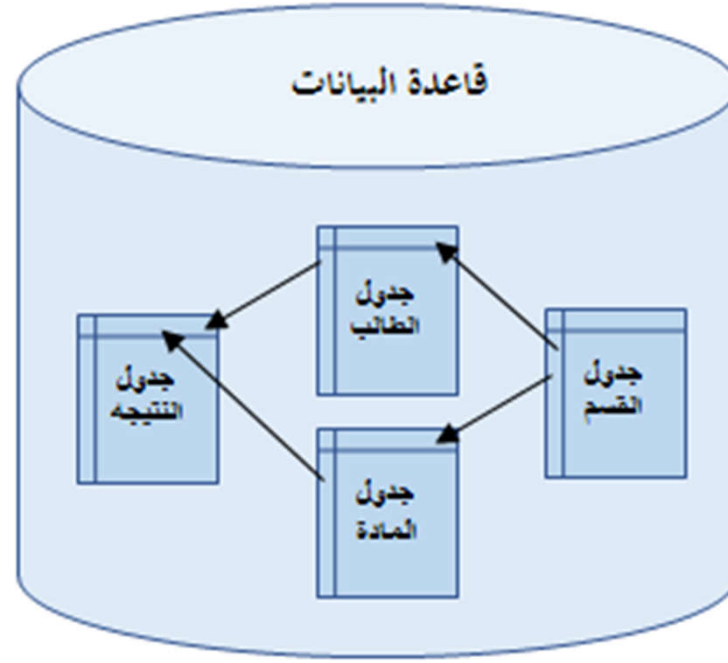 قاعدة البيانات
جدول
الطالب
جدول
القسم
جدول
النتيجه
جدول
المادة